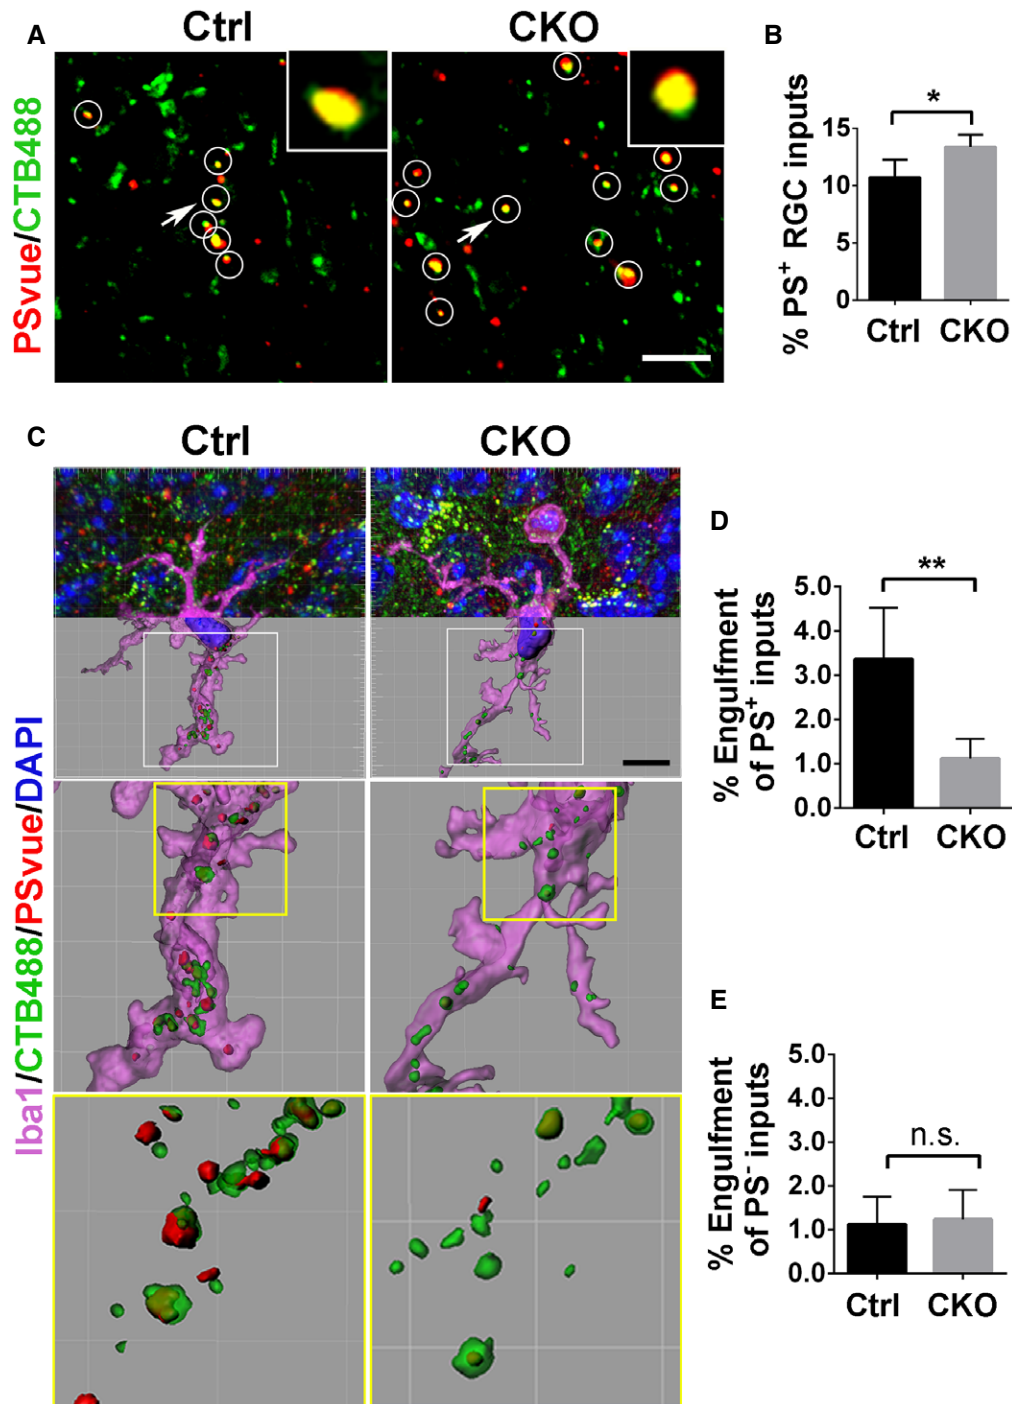 A
Ctrl
CKO
PSvue/CTB488
B
*
% PS+ RGC inputs
15
10
5
0
Ctrl
CKO
C
Ctrl
CKO
Iba1/CTB488/PSvue/DAPI
D
**
% Engulfment
of PS+ inputs
5.0
4.0
3.0
2.0
1.0
0.0
Ctrl
CKO
E
n.s.
% Engulfment
of PS- inputs
5.0
4.0
3.0
2.0
1.0
0.0
Ctrl
CKO